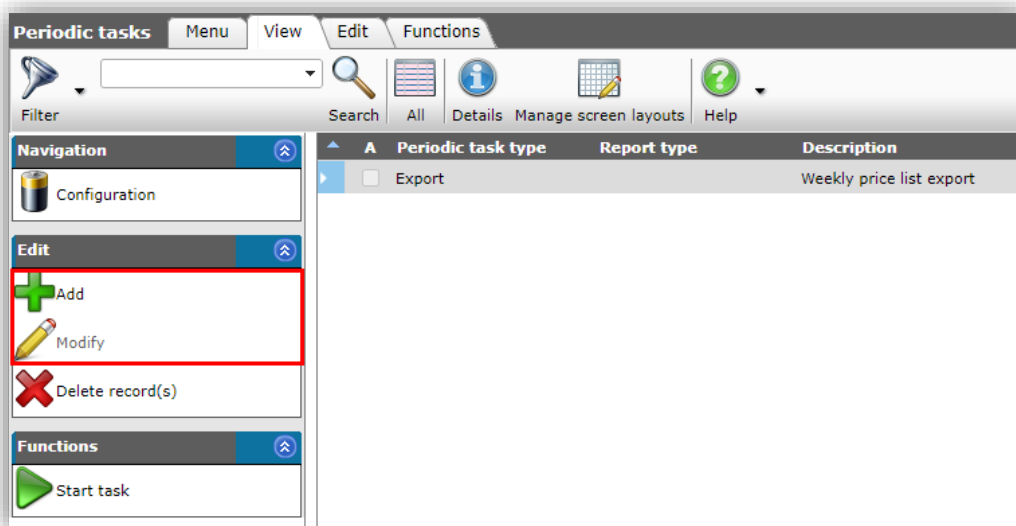 Periodic tasks Menu View Edit Functions
Filter Search All Details Manage screen layouts Help
Navigation
Configuration
Edit
Add
Modify
Delete record(s)
Functions
Start task
A Periodic task type Report type Description
Export Weekly price list export